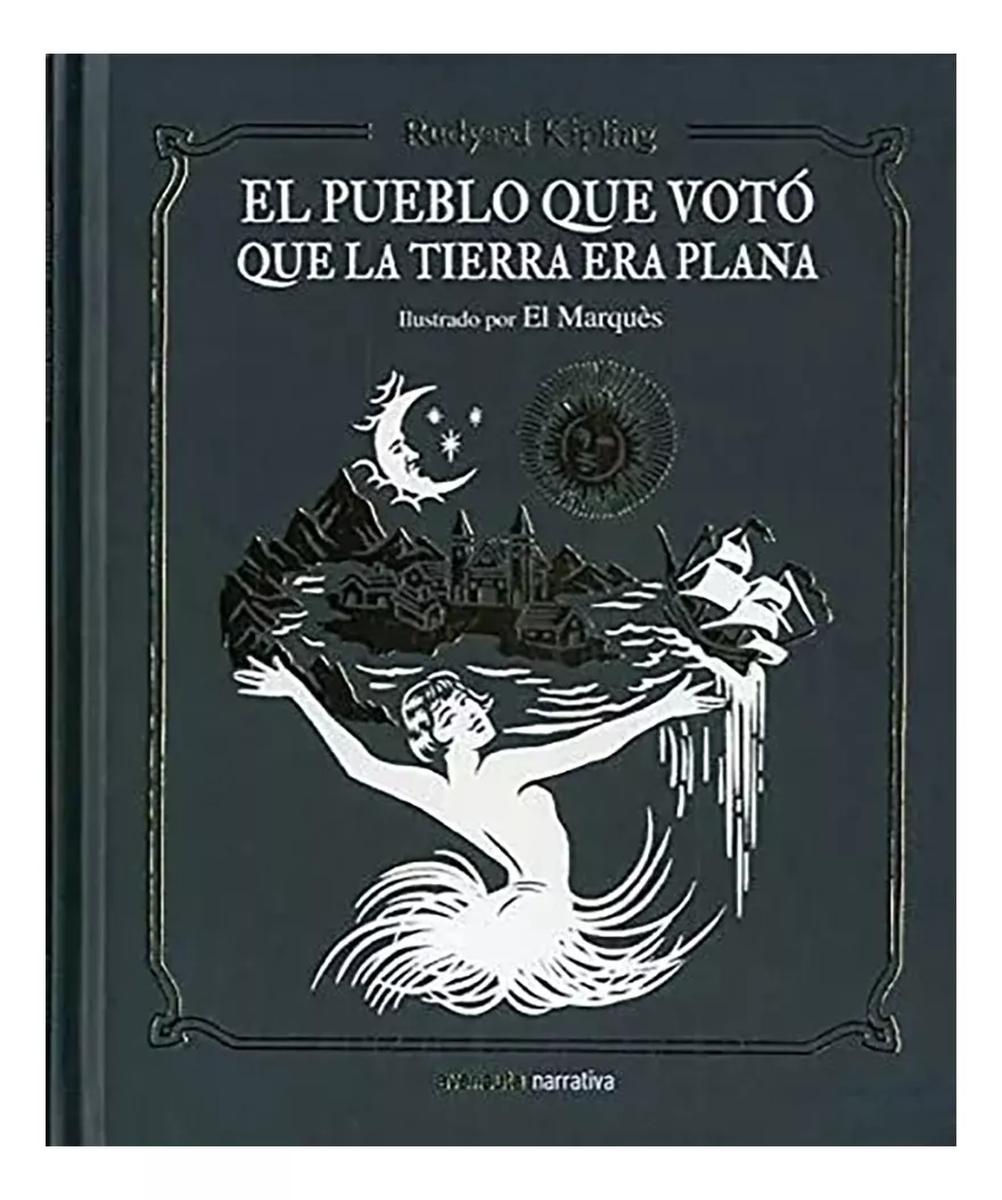 Rudyard Kipling
EL PUEBLO QUE VOTÓ
QUE LA TIERRA ERA PLANA
Ilustrado por El Marquès
narrativa